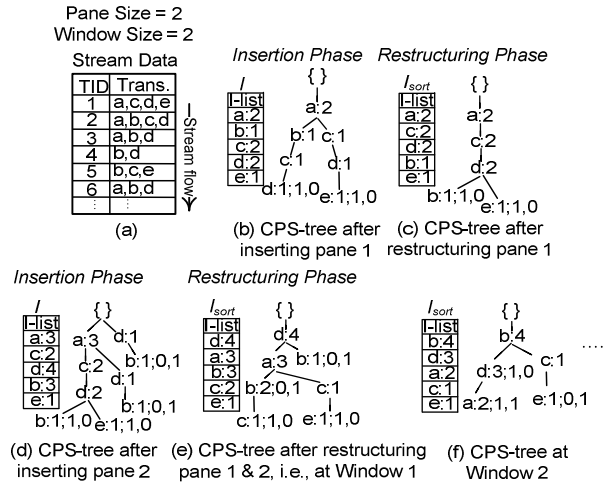 Pane Size = 2
Window Size = 2
Stream Data
TID Trans.
1 a,c,d,e
2 a,b,c,d
3 a,b,d
4 b,d
5 b,c,e
6 a,b,d
⋮ ⋮
Stream flow
(a)
Insertion Phase
I
I-list
a:2
b:1
c:2
d:2
e:1
{ }
a:2
b:1 c:1
c:1 d:1
d:1;1,0 e:1;1,0
(b) CPS-tree after
inserting pane 1
Restructuring Phase
Isort
I-list
a:2
c:2
d:2
b:1
e:1
{ }
a:2
c:2
d:2
b:1;1,0 e:1;1,0
(c) CPS-tree after
restructuring pane 1
Insertion Phase
I
I-list
a:3
c:2
d:4
b:3
e:1
{ }
a:3 d:1
c:2 b:1;0,1
d:2 d:1
b:1;1,0 e:1;1,0 b:1;0,1
(d) CPS-tree after
inserting pane 2
Restructuring Phase
Isort
I-list
d:4
a:3
b:3
c:2
e:1
{ }
d:4
a:3 b:1;0,1
b:2;0,1 c:1
c:1;1,0 e:1;1,0
(e) CPS-tree after restructuring
pane 1 & 2, i.e., at Window 1
Isort
I-list
b:4
d:3
a:2
c:1
e:1
{ }
b:4
d:3;1,0 c:1
a:2;1,1 e:1;0,1
....
(f) CPS-tree at
Window 2